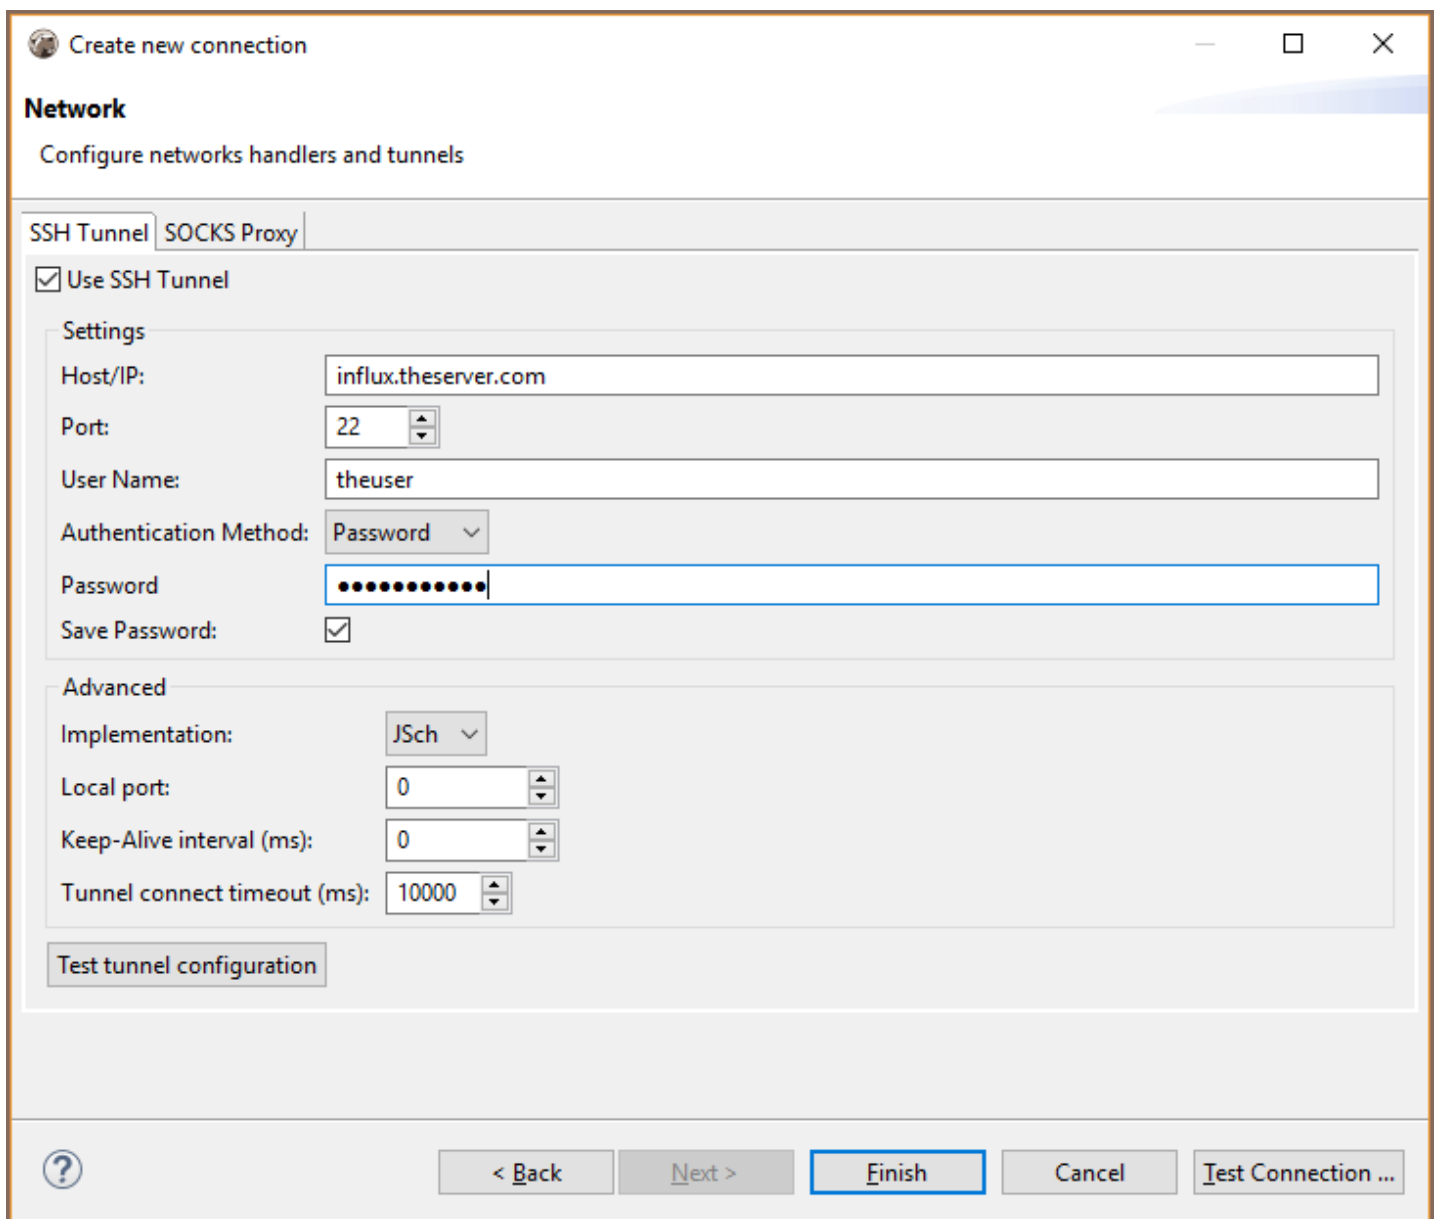 Create new connection
Network
Configure networks handlers and tunnels
SSH Tunnel SOCKS Proxy
Use SSH Tunnel
Settings
Host/IP: influx.theserver.com
Port: 22
User Name: theuser
Authentication Method: Password
Password ●●●●●●●●●●●
Save Password:
Advanced
Implementation: JSch
Local port: 0
Keep-Alive interval (ms): 0
Tunnel connect timeout (ms): 10000
Test tunnel configuration
? < Back Next > Finish Cancel Test Connection ...